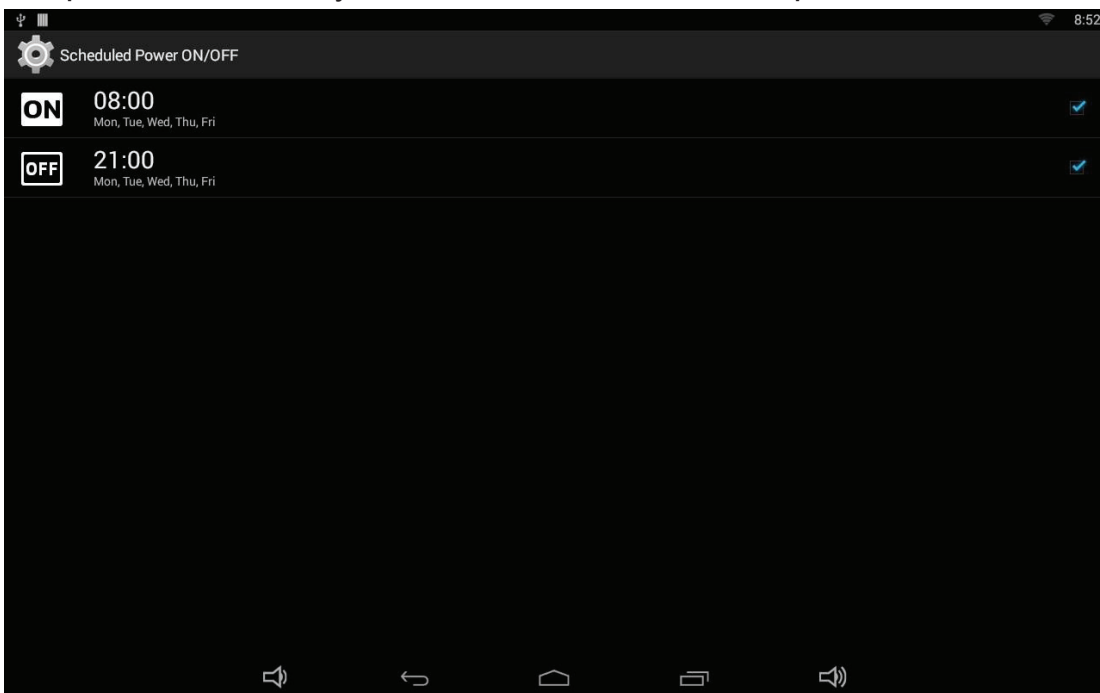 8:52
Scheduled Power ON/OFF
ON
08:00
Mon, Tue, Wed, Thu, Fri
OFF
21:00
Mon, Tue, Wed, Thu, Fri